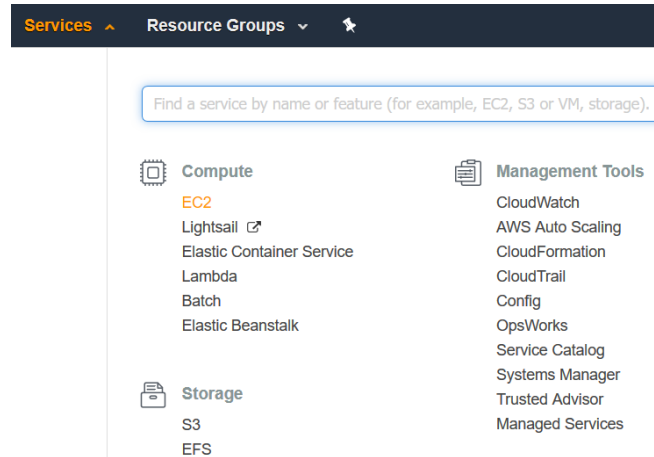 Services Resource Groups
Find a service by name or feature (for example, EC2, S3 or VM, storage).
Compute
EC2
Lightsail
Elastic Container Service
Lambda
Batch
Elastic Beanstalk
Storage
S3
EFS
Management Tools
CloudWatch
AWS Auto Scaling
CloudFormation
CloudTrail
Config
OpsWorks
Service Catalog
Systems Manager
Trusted Advisor
Managed Services